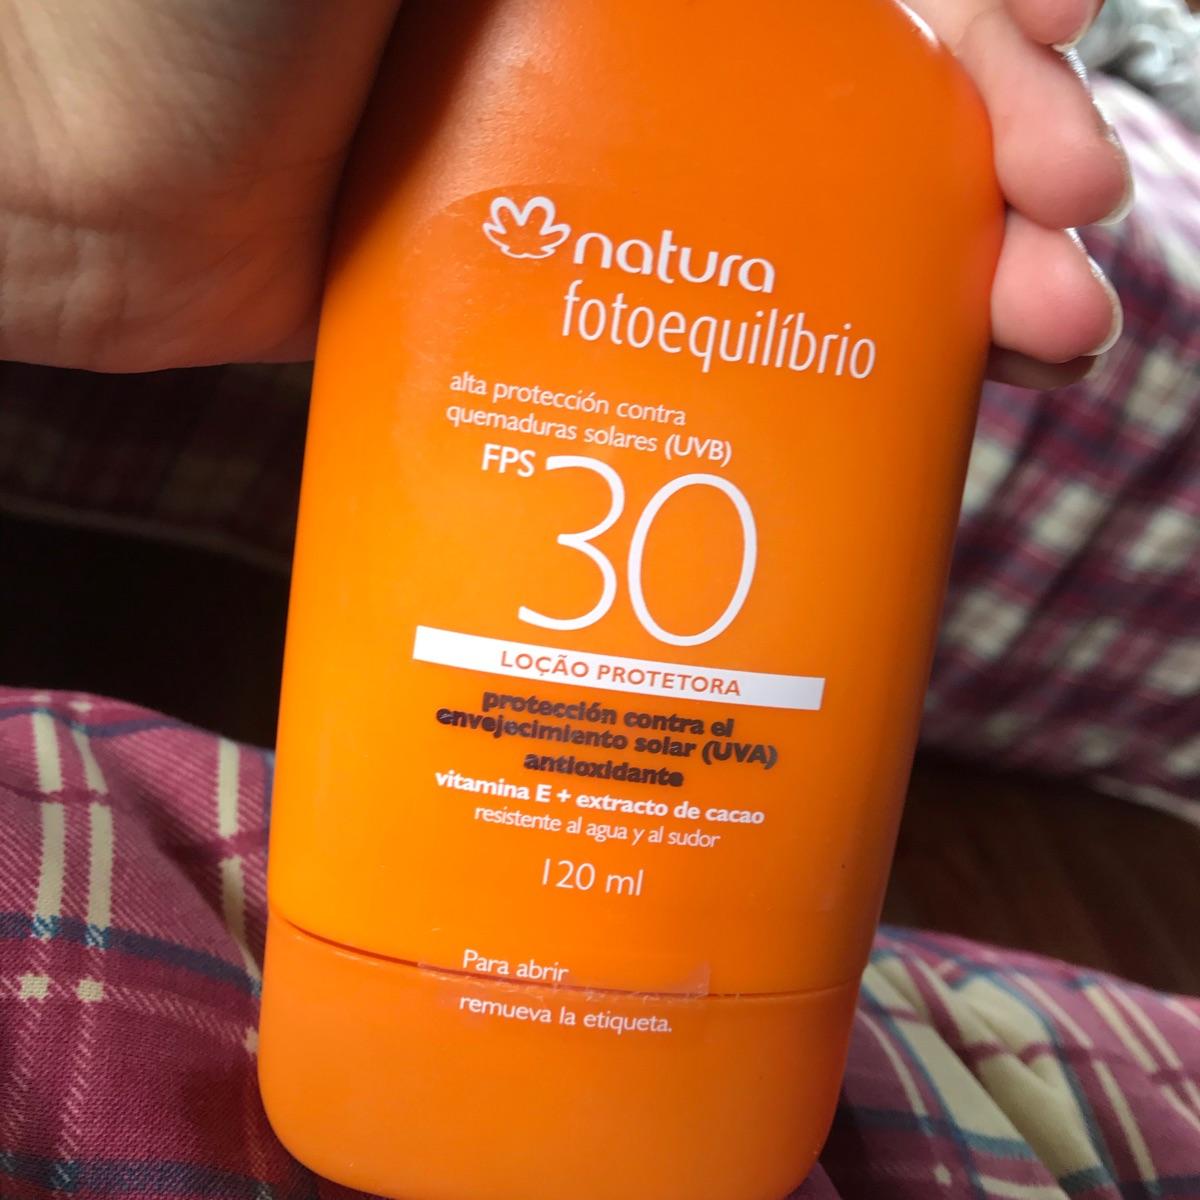 natura
fotoequilíbrio
alta protección contra
quemaduras solares (UVB)
FPS 30
LOÇÃO PROTETORA
protección contra el
envejecimiento solar (UVA)
antioxidante
vitamina E + extracto de cacao
resistente al agua y al sudor
120 ml
Para abrir
remueva la etiqueta.